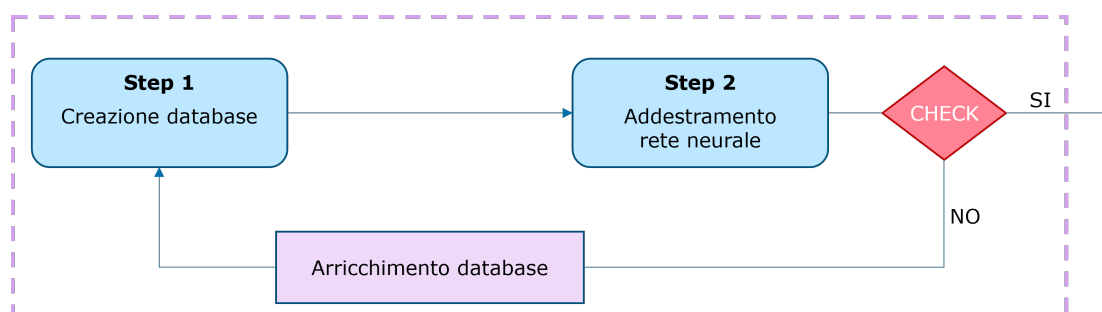 Step 1
Creazione database
Step 2
Addestramento
rete neurale
CHECK
SI
NO
Arricchimento database